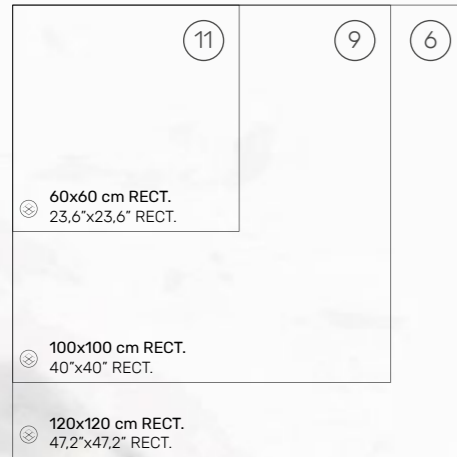 11
9
6
60x60 cm RECT.
23,6”x23,6” RECT.
100x100 cm RECT.
40”x40” RECT.
120x120 cm RECT.
47,2”x47,2” RECT.